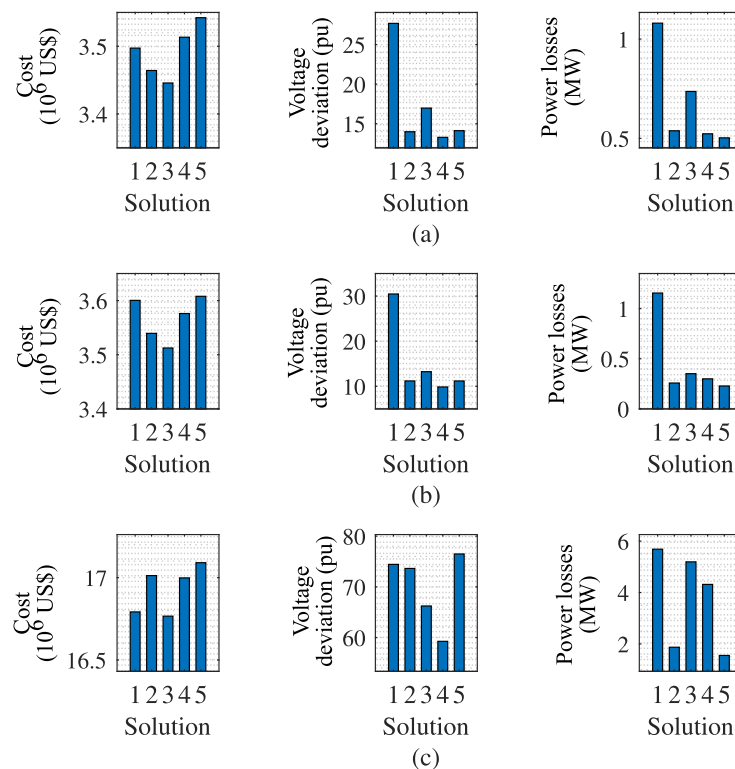 Cost
(10^6 US$)
3.5
3.4
1 2 3 4 5
Solution
Voltage
deviation (pu)
25
20
15
1 2 3 4 5
Solution
Power losses
(MW)
1
0.5
1 2 3 4 5
Solution
(a)
Cost
(10^6 US$)
3.6
3.5
3.4
1 2 3 4 5
Solution
Voltage
deviation (pu)
30
20
10
1 2 3 4 5
Solution
Power losses
(MW)
1
0.5
0
1 2 3 4 5
Solution
(b)
Cost
(10^6 US$)
17
16.5
1 2 3 4 5
Solution
Voltage
deviation (pu)
80
70
60
1 2 3 4 5
Solution
Power losses
(MW)
6
4
2
1 2 3 4 5
Solution
(c)